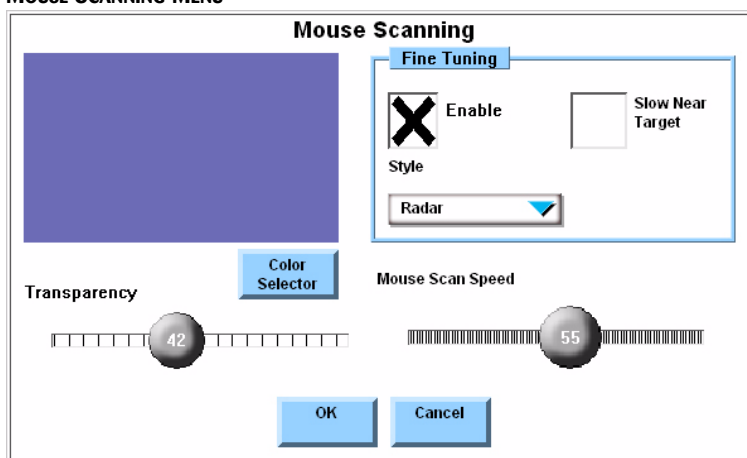 MOUSE SCANNING MENU
Mouse Scanning
Fine Tuning
Enable
Slow Near
Target
Style
Radar
Color
Selector
Transparency
Mouse Scan Speed
42
55
OK
Cancel